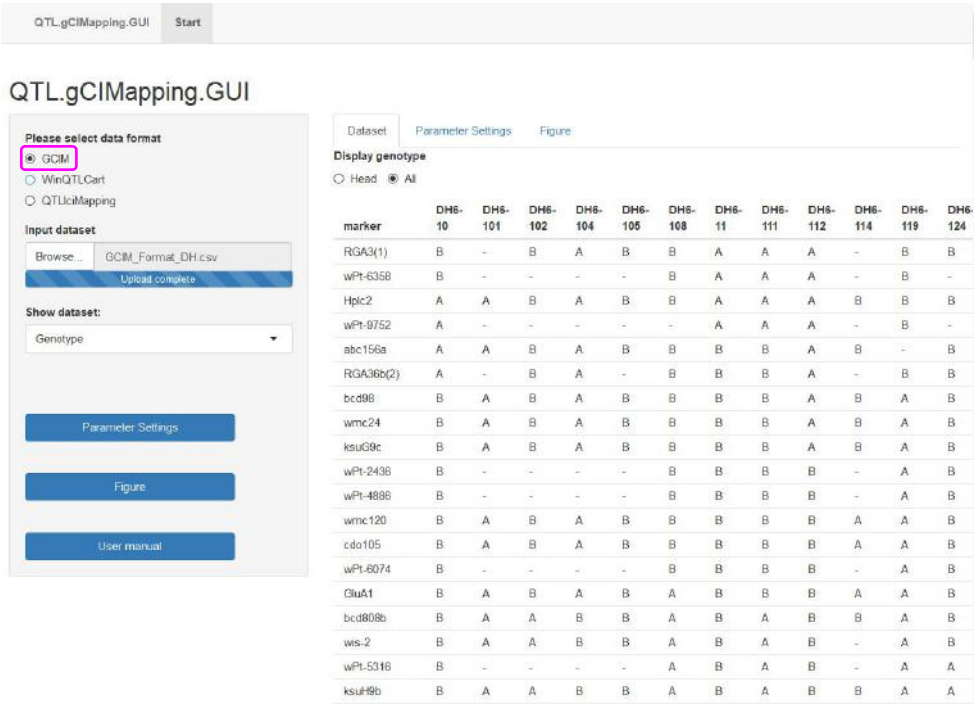 QTL.gCIMapping.GUI Start
QTL.gCIMapping.GUI
Please select data format
GCIM
WinQTLCart
QTLIciMapping
Input dataset
Browse... GCIM_Format_DH.csv
Upload complete
Show dataset:
Genotype
Parameter Settings
Figure
User manual
Dataset Parameter Settings Figure
Display genotype
Head All
marker DH6-10 DH6-101 DH6-102 DH6-104 DH6-105 DH6-108 DH6-11 DH6-111 DH6-112 DH6-114 DH6-119 DH6-124
RGA3(1) B - B A B B A A A - B B
wPt-6358 B - - - - B A A A - B -
Hplc2 A A B A B B A A A B B B
wPt-9752 A - - - - - A A A - B -
abc156a A A B A B B B B A B - B
RGA36b(2) A - B A - B B B A - B B
bcd98 B A B A B B B B A B A B
wmc24 B A B A B B B B A B A B
ksuG9c B A B A B B B B A B A B
wPt-2436 B - - - - B B B B - A B
wPt-4886 B - - - - B B B B - A B
wmc120 B A B A B B B B B A A B
cdo105 B A B A B B B B B A A B
wPt-6074 B - - - - B B B B - A B
GluA1 B A B A B A B B B A A B
bcd808b B A A B B A B A B B A B
wis-2 B A A B B A B A B - A B
wPt-5316 B - - - - A B A B - A A
ksuH9b B A A B B A B A B B A A